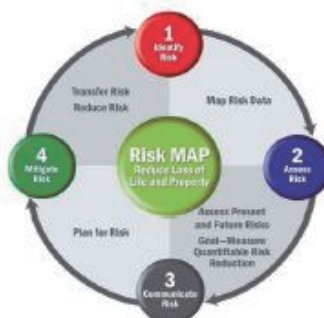 1
Identify
Risk
Transfer Risk
Reduce Risk
Map Risk Data
4
Mitigate
Risk
Risk MAP
Reduce Loss of
Life and Property
2
Assess
Risk
Plan for Risk
Assess Present
and Future Risks
Goal—Measure
Quantifiable Risk
Reduction
3
Communicate
Risk